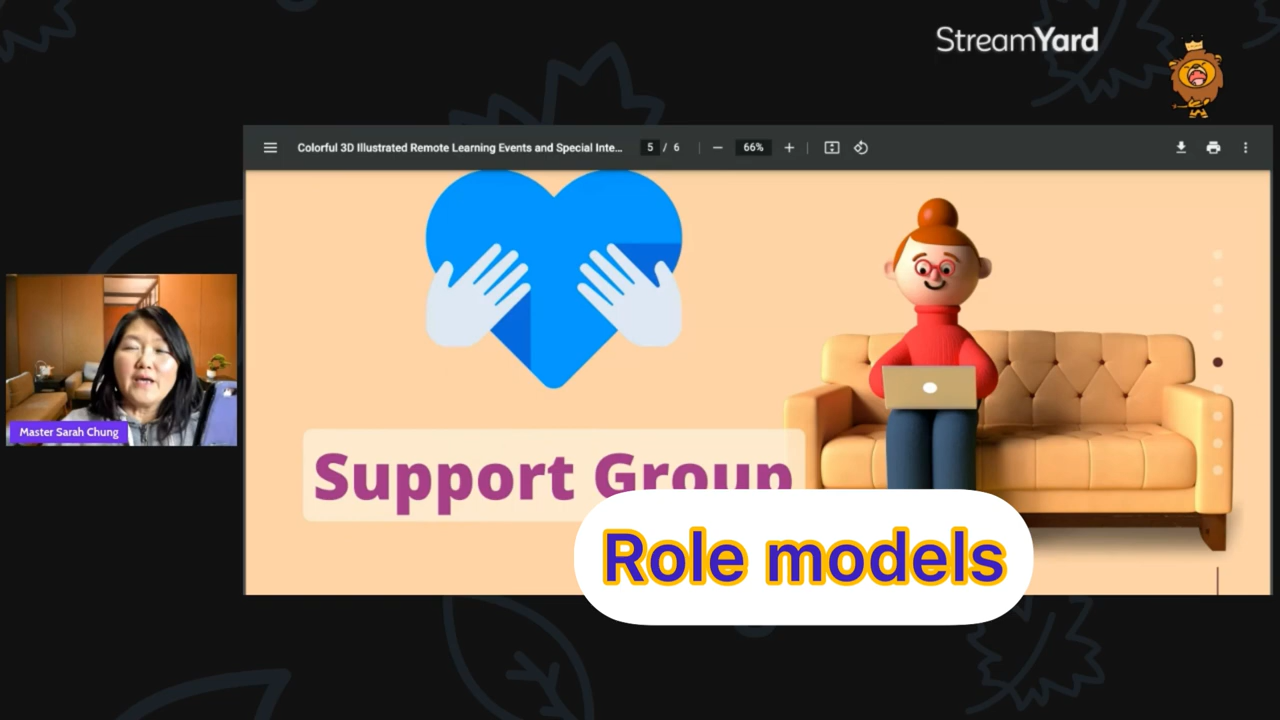 StreamYard
Colorful 3D Illustrated Remote Learning Events and Special Inte...
5 / 6
66%
Master Sarah Chung
Support Group
Role models